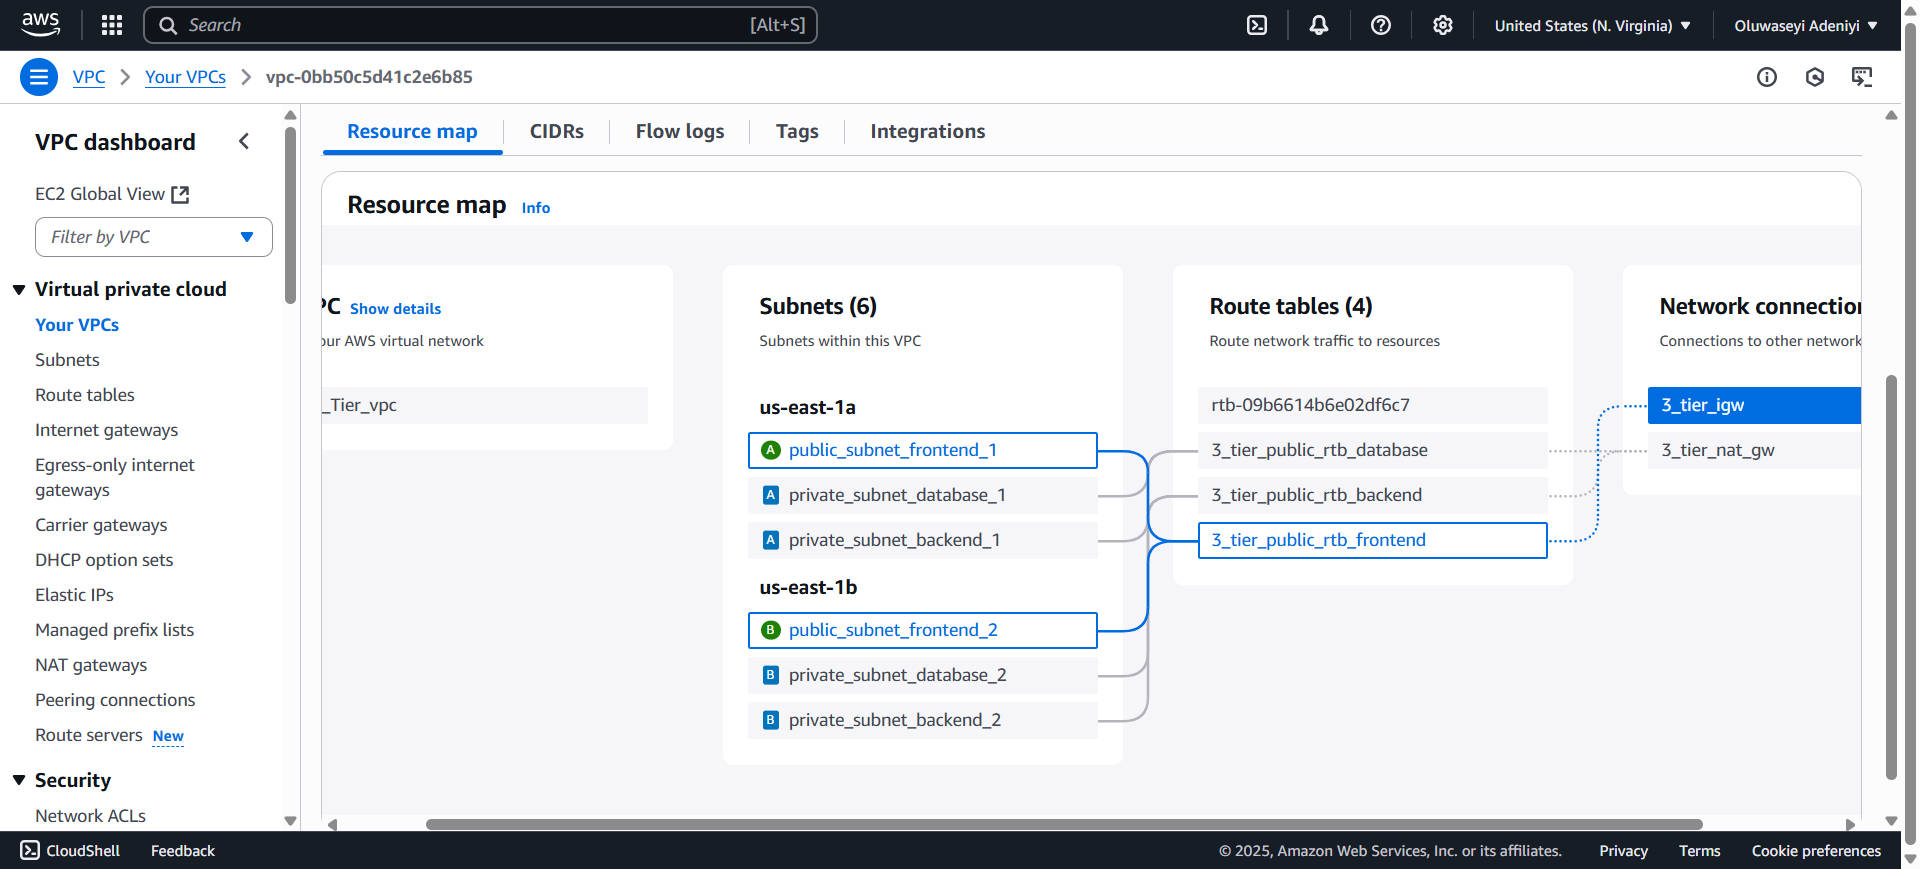 aws
Search [Alt+S]
United States (N. Virginia)
Oluwaseyi Adeniyi
VPC
Your VPCs
vpc-0bb50c5d41c2e6b85
VPC dashboard
EC2 Global View
Filter by VPC
Virtual private cloud
Your VPCs
Subnets
Route tables
Internet gateways
Egress-only internet
gateways
Carrier gateways
DHCP option sets
Elastic IPs
Managed prefix lists
NAT gateways
Peering connections
Route servers New
Security
Network ACLs
Resource map
CIDRs
Flow logs
Tags
Integrations
Resource map Info
PC Show details
our AWS virtual network
_Tier_vpc
Subnets (6)
Subnets within this VPC
us-east-1a
A public_subnet_frontend_1
A private_subnet_database_1
A private_subnet_backend_1
us-east-1b
B public_subnet_frontend_2
B private_subnet_database_2
B private_subnet_backend_2
Route tables (4)
Route network traffic to resources
rtb-09b6614b6e02df6c7
3_tier_public_rtb_database
3_tier_public_rtb_backend
3_tier_public_rtb_frontend
Network connection
Connections to other network
3_tier_igw
3_tier_nat_gw
CloudShell
Feedback
© 2025, Amazon Web Services, Inc. or its affiliates.
Privacy
Terms
Cookie preferences